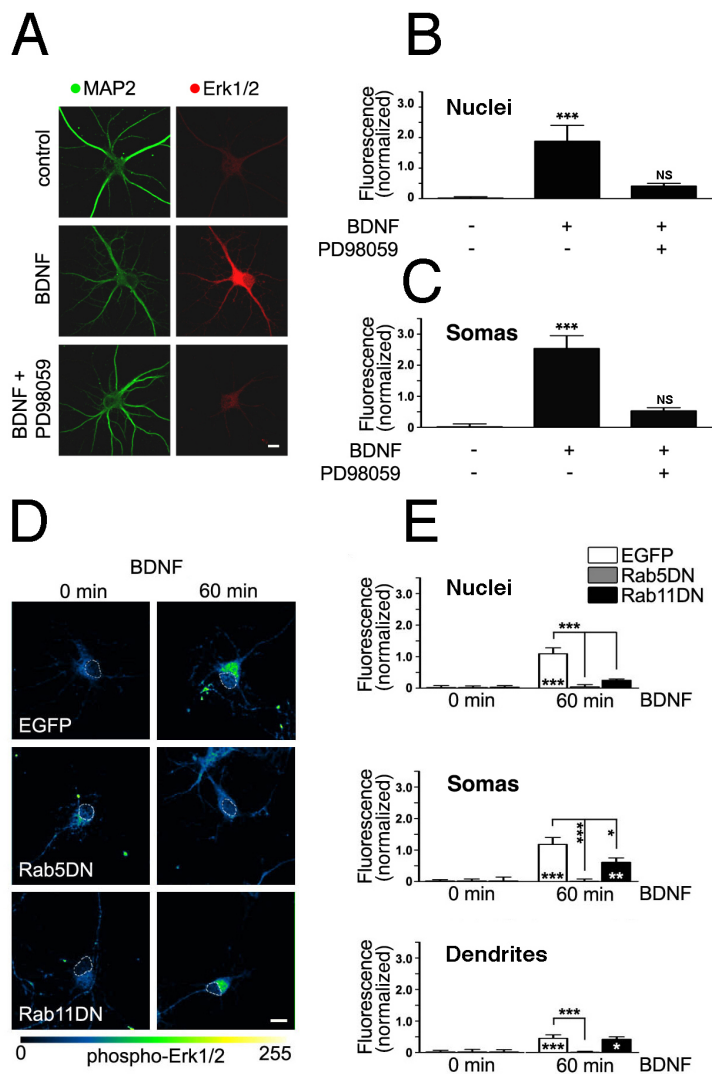 A
MAP2 Erk1/2
control
BDNF
BDNF +
PD98059
B
Fluorescence
(normalized)
3.0
2.0
1.0
0
Nuclei
***
NS
BDNF - + +
PD98059 - - +
C
Fluorescence
(normalized)
3.0
2.0
1.0
0
Somas
***
NS
BDNF - + +
PD98059 - - +
D
BDNF
0 min 60 min
EGFP
Rab5DN
Rab11DN
0 phospho-Erk1/2 255
E
EGFP
Rab5DN
Rab11DN
Nuclei
Fluorescence
(normalized)
3.0
2.0
1.0
0
***
***
0 min 60 min BDNF
Somas
Fluorescence
(normalized)
3.0
2.0
1.0
0
*** *
*** **
0 min 60 min BDNF
Dendrites
Fluorescence
(normalized)
3.0
2.0
1.0
0
***
*** *
0 min 60 min BDNF